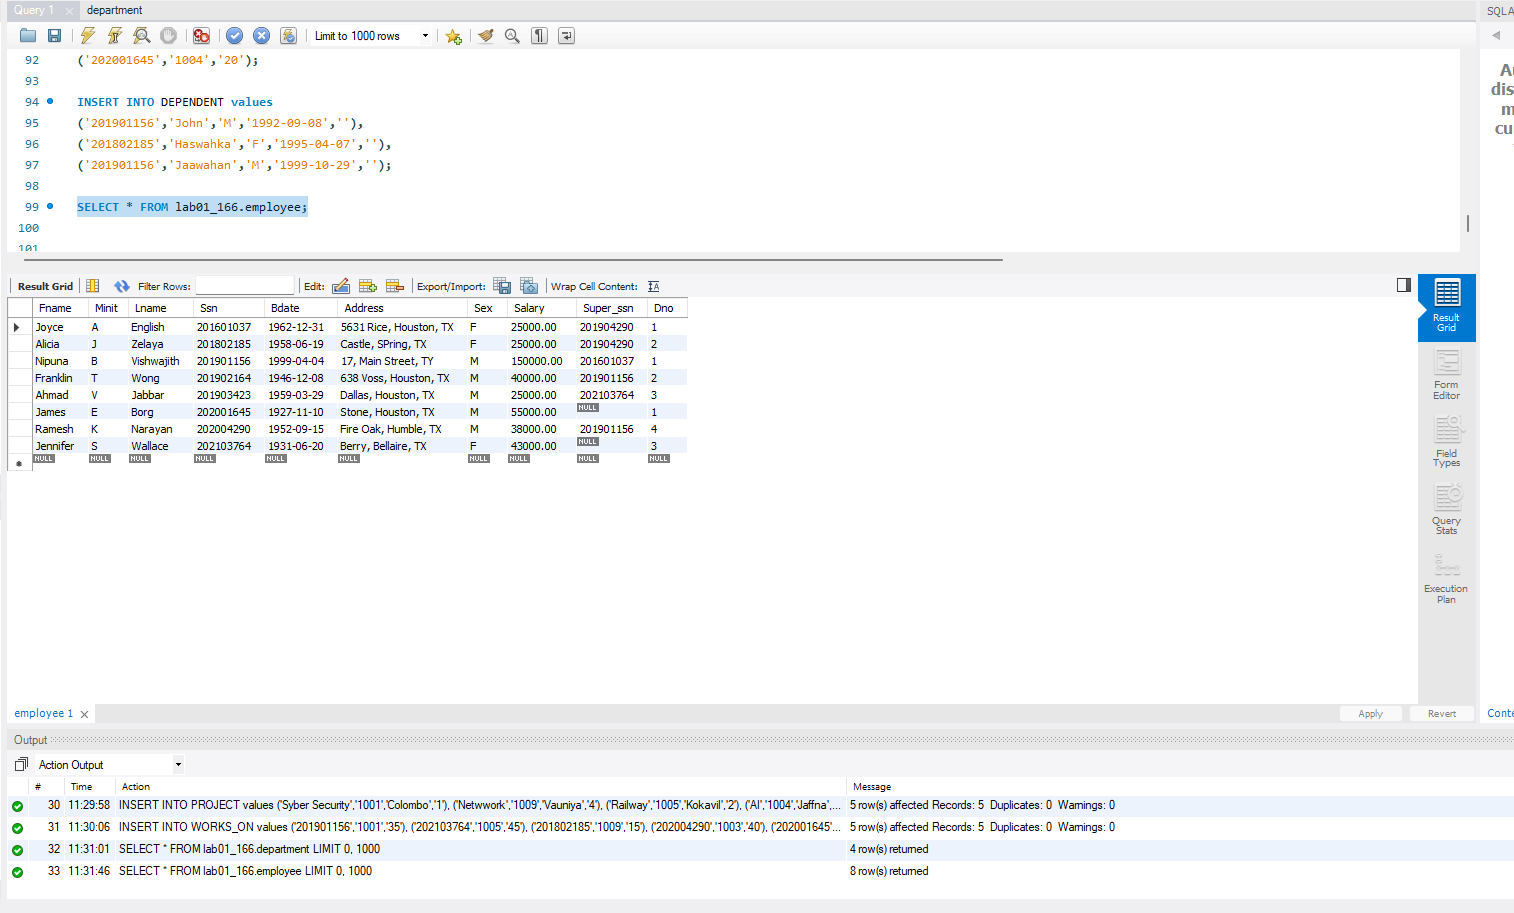 Query 1 × department
SQLA
Limit to 1000 rows
92 ('202001645','1004','20');
93
94 INSERT INTO DEPENDENT values
95 ('201901156','John','M','1992-09-08',''),
96 ('201802185','Haswahka','F','1995-04-07',''),
97 ('201901156','Jaawahan','M','1999-10-29','');
98
99 SELECT * FROM lab01_166.employee;
100
101
Au
dis
m
cu
Result Grid Filter Rows: Edit: Export/Import: Wrap Cell Content: IA
Fname Minit Lname Ssn Bdate Address Sex Salary Super_ssn Dno
Joyce A English 201601037 1962-12-31 5631 Rice, Houston, TX F 25000.00 201904290 1
Alicia J Zelaya 201802185 1958-06-19 Castle, SPring, TX F 25000.00 201904290 2
Nipuna B Vishwajith 201901156 1999-04-04 17, Main Street, TY M 150000.00 201601037 1
Franklin T Wong 201902164 1946-12-08 638 Voss, Houston, TX M 40000.00 201901156 2
Ahmad V Jabbar 201903423 1959-03-29 Dallas, Houston, TX M 25000.00 202103764 3
James E Borg 202001645 1927-11-10 Stone, Houston, TX M 55000.00 NULL 1
Ramesh K Narayan 202004290 1952-09-15 Fire Oak, Humble, TX M 38000.00 201901156 4
Jennifer S Wallace 202103764 1931-06-20 Berry, Bellaire, TX F 43000.00 NULL 3
NULL NULL NULL NULL NULL NULL NULL NULL NULL NULL
Result
Grid
Form
Editor
Field
Types
Query
Stats
Execution
Plan
employee 1 × Apply Revert Conte
Output
Action Output
# Time Action Message
30 11:29:58 INSERT INTO PROJECT values ('Syber Security','1001','Colombo','1'), ('Netwwork','1009','Vauniya','4'), ('Railway','1005','Kokavil','2'), ('AI','1004','Jaffna',... 5 row(s) affected Records: 5 Duplicates: 0 Warnings: 0
31 11:30:06 INSERT INTO WORKS_ON values ('201901156','1001','35'), ('202103764','1005','45'), ('201802185','1009','15'), ('202004290','1003','40'), ('202001645'... 5 row(s) affected Records: 5 Duplicates: 0 Warnings: 0
32 11:31:01 SELECT * FROM lab01_166.department LIMIT 0, 1000 4 row(s) returned
33 11:31:46 SELECT * FROM lab01_166.employee LIMIT 0, 1000 8 row(s) returned